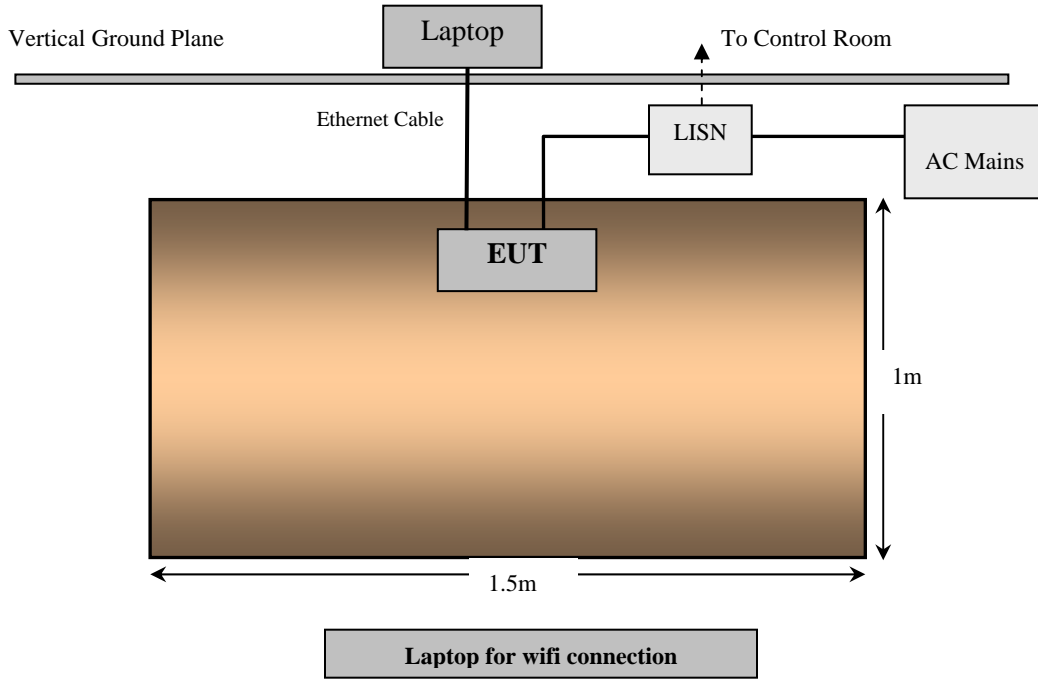 Laptop
Vertical Ground Plane
To Control Room
Ethernet Cable
LISN
AC Mains
EUT
1m
1.5m
Laptop for wifi connection